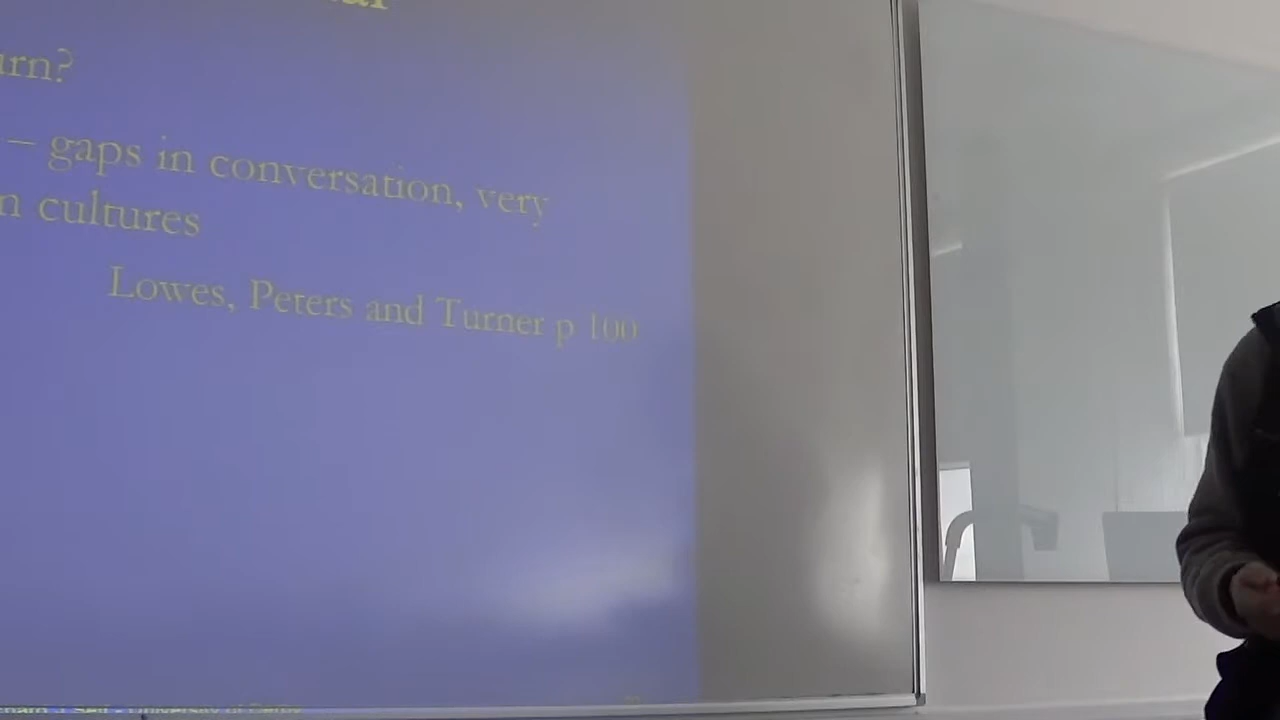 urn?
– gaps in conversation, very
n cultures
Lowes, Peters and Turner p 100